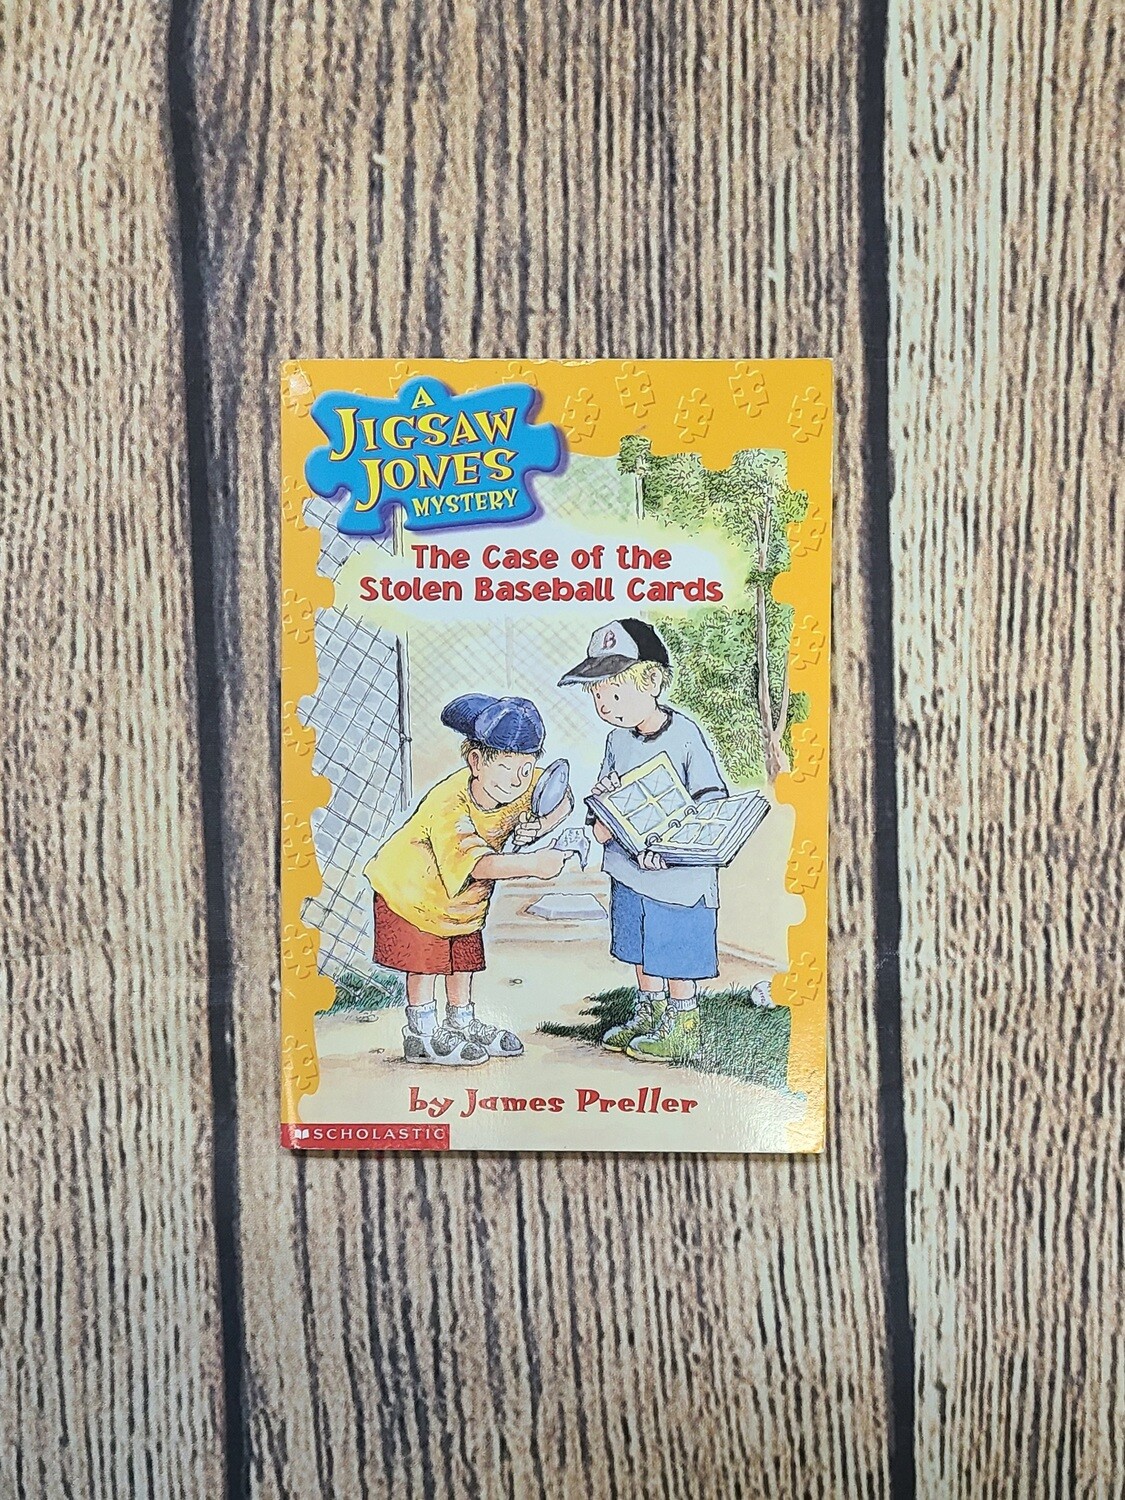 A
JIGSAW
JONES
MYSTERY
The Case of the
Stolen Baseball Cards
B
by James Preller
SCHOLASTIC